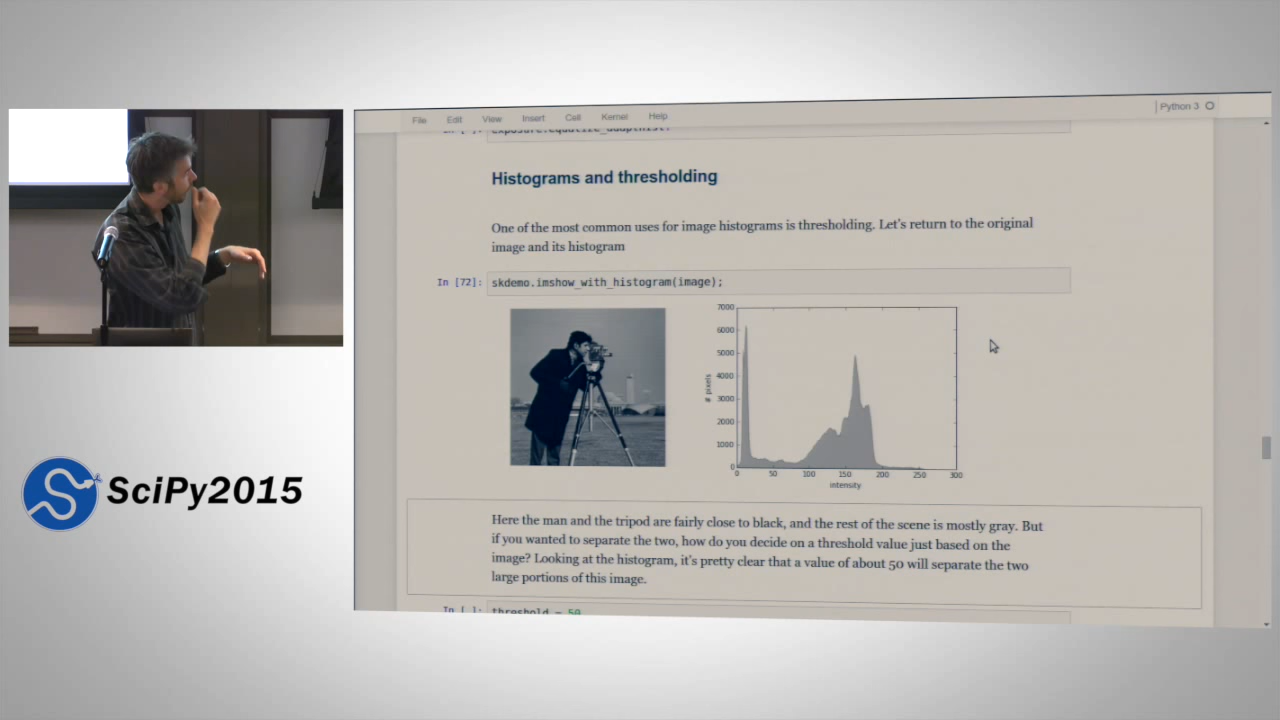 File Edit View Insert Cell Kernel Help
Python 3
In [ ]: exposure.equalize_adapthist?
Histograms and thresholding
One of the most common uses for image histograms is thresholding. Let's return to the original
image and its histogram
In [72]: skdemo.imshow_with_histogram(image);
7000
6000
5000
4000
3000
2000
1000
0
# pixels
0 50 100 150 200 250 300
intensity
SciPy2015
Here the man and the tripod are fairly close to black, and the rest of the scene is mostly gray. But
if you wanted to separate the two, how do you decide on a threshold value just based on the
image? Looking at the histogram, it's pretty clear that a value of about 50 will separate the two
large portions of this image.
In [ ]: threshold = 50